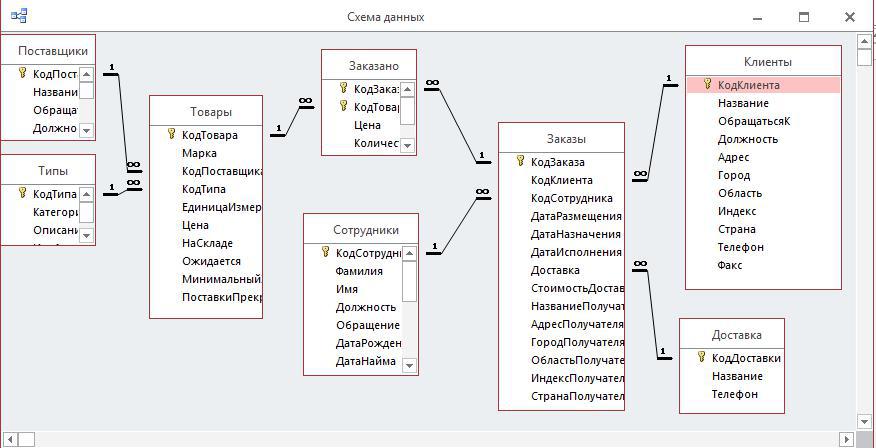 Схема данных
Поставщики
КодПост
Названи
Обраща
Должно
Типы
КодТипа
Категори
Описани
Товары
КодТовара
Марка
КодПоставщика
КодТипа
ЕдиницаИзмер
Цена
НаСкладе
Ожидается
Минимальный
ПоставкиПрекр
Заказано
КодЗаказ
КодТовар
Цена
Количест
Сотрудники
КодСотрудни
Фамилия
Имя
Должность
Обращение
ДатаРожден
ДатаНайма
Заказы
КодЗаказа
КодКлиента
КодСотрудника
ДатаРазмещения
ДатаНазначения
ДатаИсполнения
Доставка
СтоимостьДостав
НазваниеПолучат
АдресПолучателя
ГородПолучателя
ОбластьПолучате
ИндексПолучател
СтранаПолучател
Клиенты
КодКлиента
Название
ОбращатьсяК
Должность
Адрес
Город
Область
Индекс
Страна
Телефон
Факс
Доставка
КодДоставки
Название
Телефон
1
∞
1
∞
1
∞
∞
1
1
∞
1
∞
∞
1